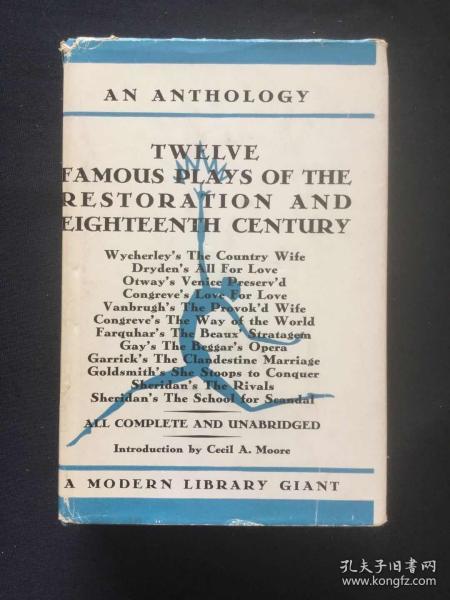 AN ANTHOLOGY
TWELVE
FAMOUS PLAYS OF THE
RESTORATION AND
EIGHTEENTH CENTURY
Wycherley's The Country Wife
Dryden's All For Love
Otway's Venice Preserv'd
Congreve's Love For Love
Vanbrugh's The Provok'd Wife
Congreve's The Way of the World
Farquhar's The Beaux' Stratagem
Gay's The Beggar's Opera
Garrick's The Clandestine Marriage
Goldsmith's She Stoops to Conquer
Sheridan's The Rivals
Sheridan's The School for Scandal
ALL COMPLETE AND UNABRIDGED
Introduction by Cecil A. Moore
A MODERN LIBRARY GIANT
孔夫子旧书网
www.kongfz.com